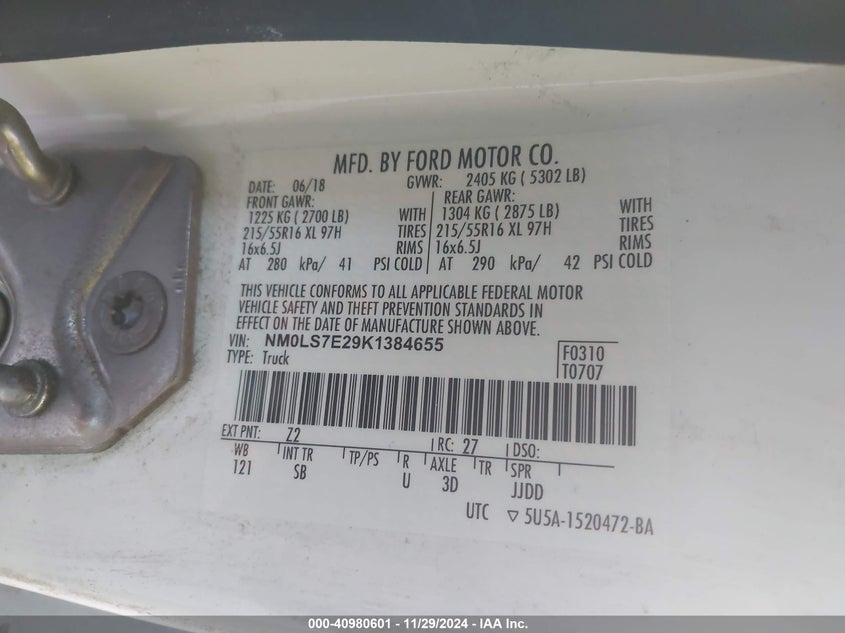 MFD. BY FORD MOTOR CO.
DATE: 06/18 GVWR: 2405 KG ( 5302 LB)
FRONT GAWR: REAR GAWR:
1225 KG ( 2700 LB) WITH 1304 KG ( 2875 LB) WITH
215/55R16 XL 97H TIRES 215/55R16 XL 97H TIRES
16x6.5J RIMS 16x6.5J RIMS
AT 280 kPa/ 41 PSI COLD AT 290 kPa/ 42 PSI COLD
THIS VEHICLE CONFORMS TO ALL APPLICABLE FEDERAL MOTOR
VEHICLE SAFETY AND THEFT PREVENTION STANDARDS IN
EFFECT ON THE DATE OF MANUFACTURE SHOWN ABOVE.
VIN: NM0LS7E29K1384655 F0310
TYPE: Truck T0707
EXT PNT: Z2 RC: 27 DSO:
WB INT TR TP/PS R AXLE TR SPR
121 SB U 3D JJDD
UTC ▽ 5U5A-1520472-BA
000-40980601 - 11/29/2024 - IAA Inc.